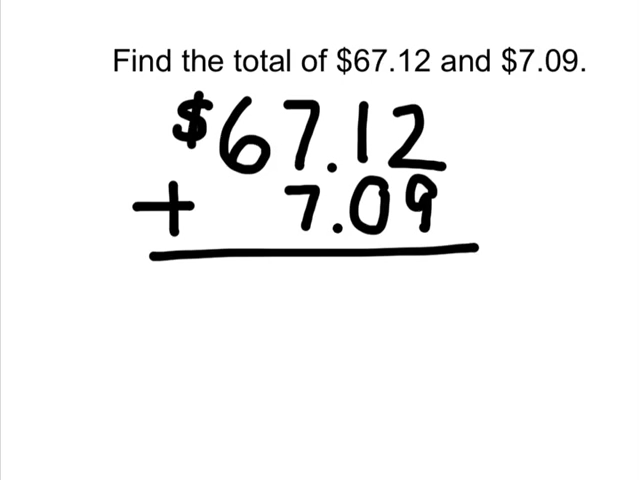 Find the total of $67.12 and $7.09.
$67.12
+ 7.09